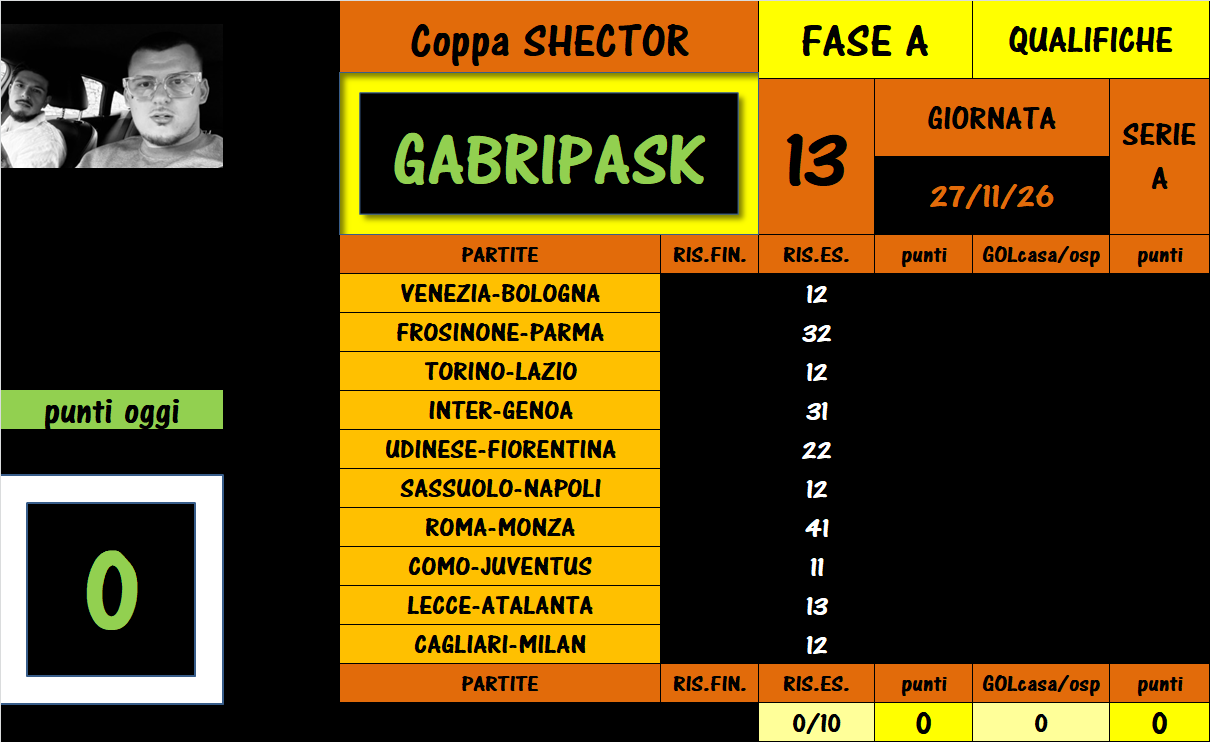 Coppa SHECTOR FASE A QUALIFICHE
GABRIPASK 13 GIORNATA SERIE A
27/11/26
PARTITE RIS.FIN. RIS.ES. punti GOLcasa/osp punti
VENEZIA-BOLOGNA 12
FROSINONE-PARMA 32
TORINO-LAZIO 12
INTER-GENOA 31
punti oggi
UDINESE-FIORENTINA 22
SASSUOLO-NAPOLI 12
ROMA-MONZA 41
COMO-JUVENTUS 11
0
LECCE-ATALANTA 13
CAGLIARI-MILAN 12
PARTITE RIS.FIN. RIS.ES. punti GOLcasa/osp punti
0/10 0 0 0